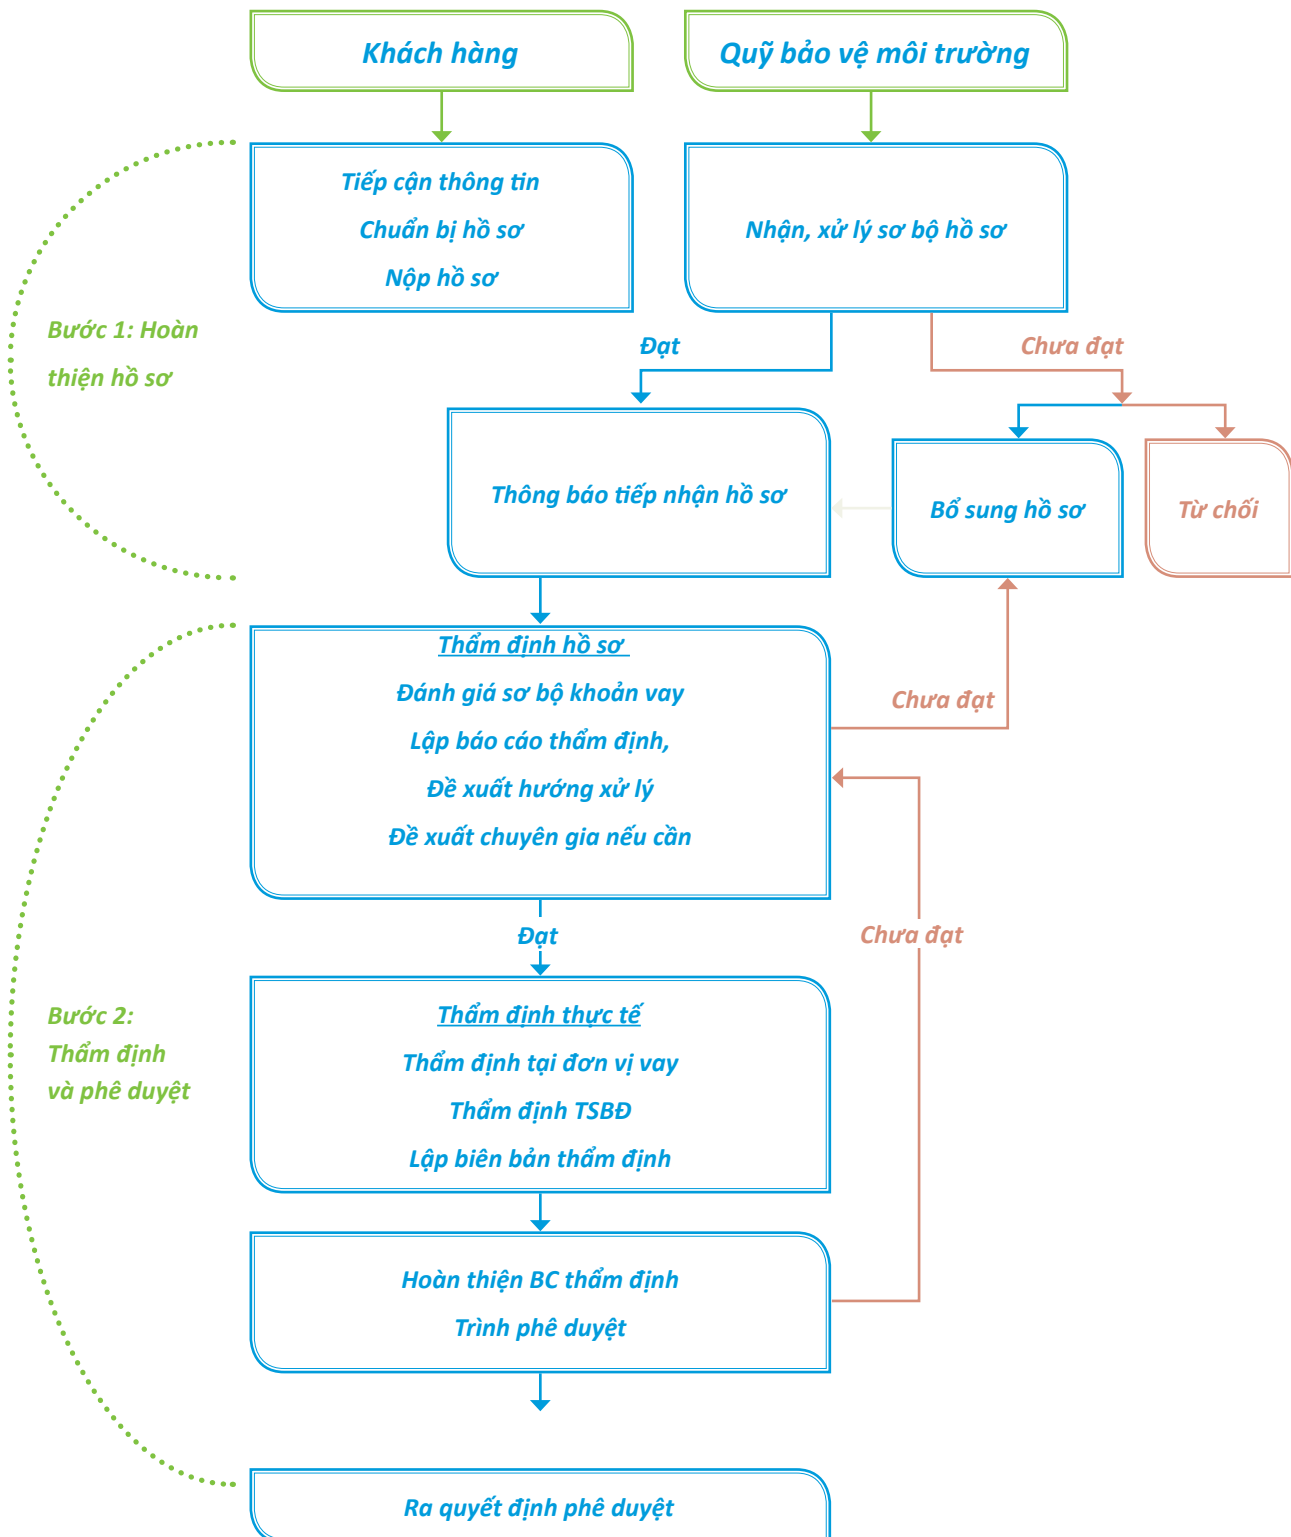 Khách hàng
Quỹ bảo vệ môi trường
Tiếp cận thông tin
Chuẩn bị hồ sơ
Nộp hồ sơ
Nhận, xử lý sơ bộ hồ sơ
Bước 1: Hoàn
thiện hồ sơ
Đạt
Chưa đạt
Thông báo tiếp nhận hồ sơ
Bổ sung hồ sơ
Từ chối
Thẩm định hồ sơ
Đánh giá sơ bộ khoản vay
Lập báo cáo thẩm định,
Đề xuất hướng xử lý
Đề xuất chuyên gia nếu cần
Chưa đạt
Đạt
Chưa đạt
Bước 2:
Thẩm định
và phê duyệt
Thẩm định thực tế
Thẩm định tại đơn vị vay
Thẩm định TSBĐ
Lập biên bản thẩm định
Hoàn thiện BC thẩm định
Trình phê duyệt
Ra quyết định phê duyệt